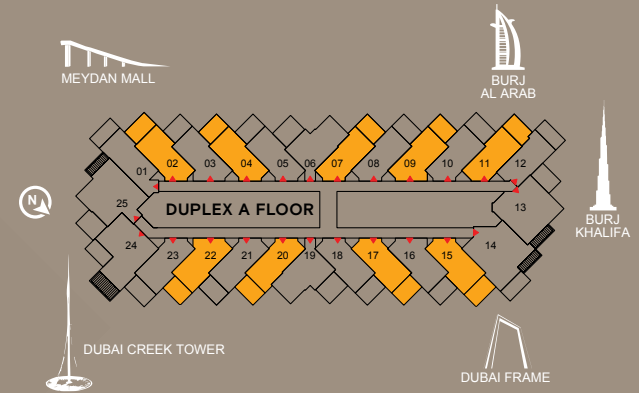 MEYDAN MALL
BURJ
AL ARAB
01
02
03
04
05
06
07
08
09
10
11
12
N
25
DUPLEX A FLOOR
13
BURJ
KHALIFA
24
23
22
21
20
19
18
17
16
15
14
DUBAI CREEK TOWER
DUBAI FRAME